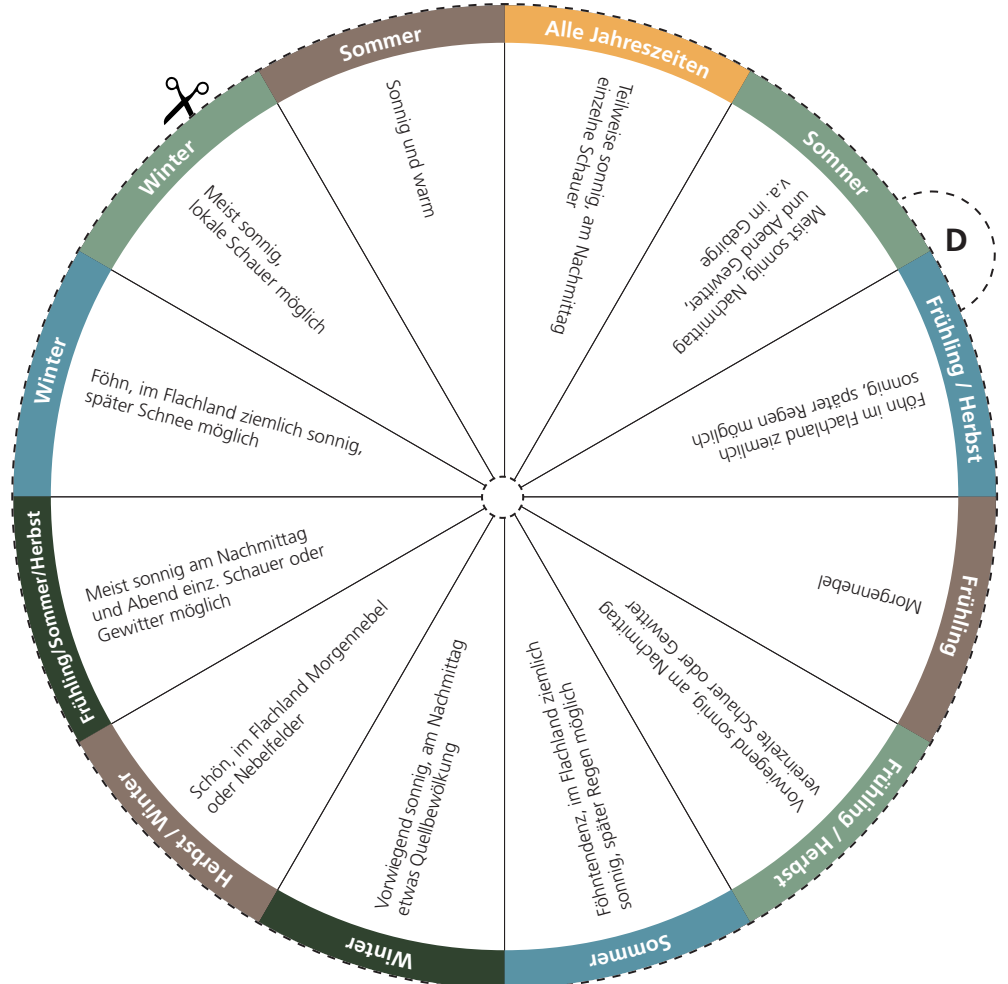 Alle Jahreszeiten
Teilweise sonnig, am Nachmittag
einzelne Schauer
Sommer
Meist sonnig, Nachmittag
und Abend Gewitter,
v.a. im Gebirge
D
Frühling / Herbst
Föhn im Flachland ziemlich
sonnig, später Regen möglich
Frühling
Morgennebel
Frühling / Herbst
Vorwiegend sonnig, am Nachmittag
vereinzelte Schauer oder Gewitter
Sommer
Föhntendenz, im Flachland ziemlich
sonnig, später Regen möglich
Winter
Vorwiegend sonnig, am Nachmittag
etwas Quellbewölkung
Herbst / Winter
Schön, im Flachland Morgennebel
oder Nebelfelder
Frühling/Sommer/Herbst
Meist sonnig am Nachmittag
und Abend einz. Schauer oder
Gewitter möglich
Winter
Föhn, im Flachland ziemlich sonnig,
später Schnee möglich
Winter
Meist sonnig,
lokale Schauer möglich
Sommer
Sonnig und warm